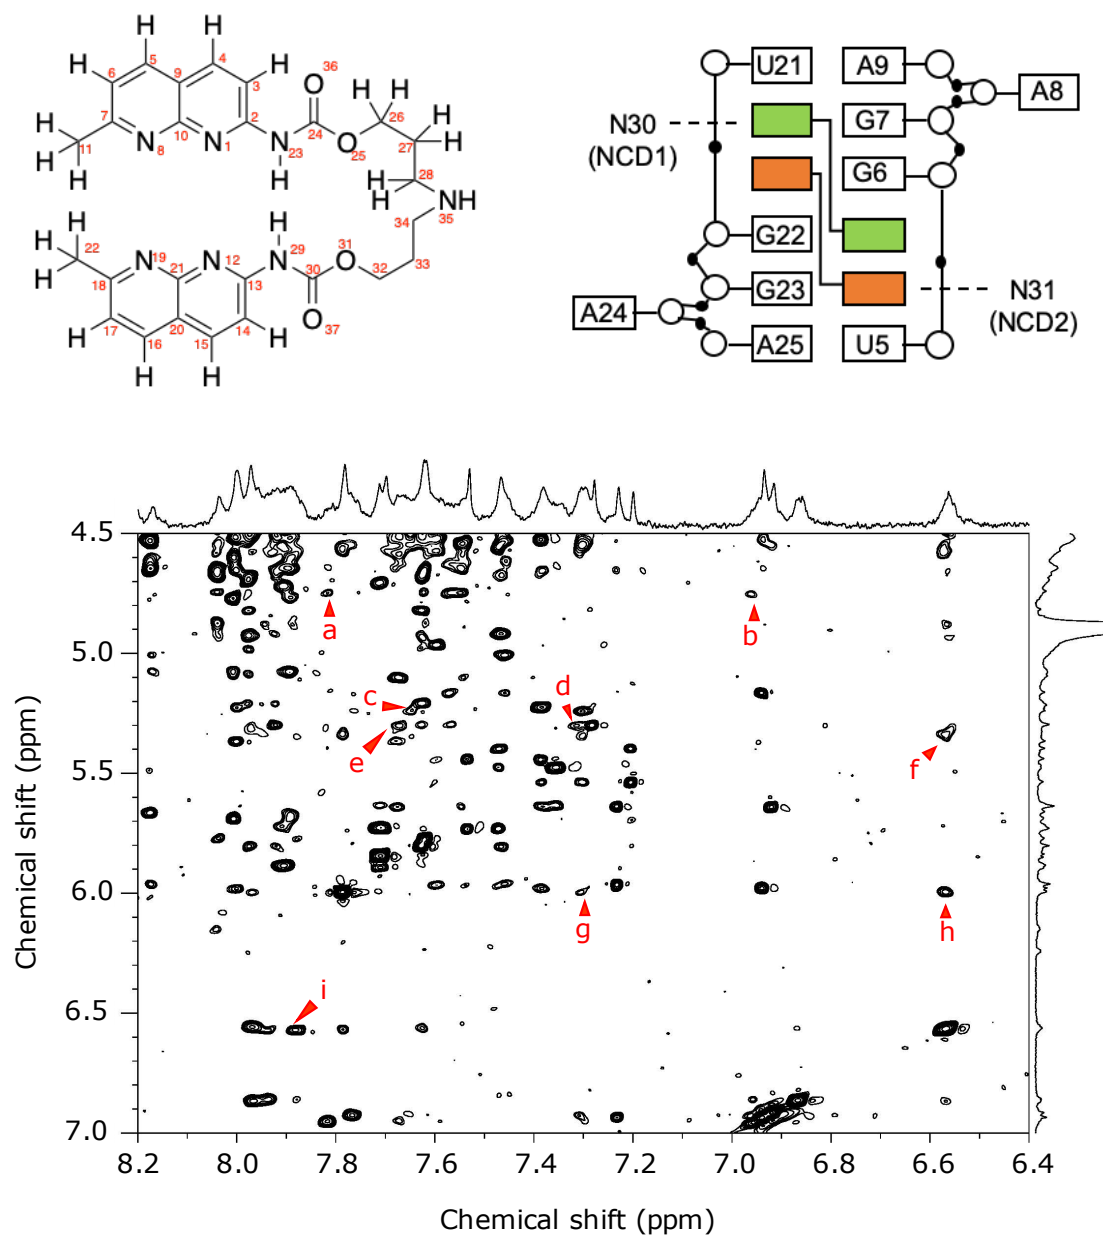 H H
36
O
H 5 4 H H H
6 9 3 26
7 2 24 27 H
H N 10 N N O H
H 11 8 1 23 25
H H H 28
H NH
H H 34 35
H 22 N 19 N 12 29 N 31 O
H 21 30 32 33
18 13
20
H 17 14 H O
16 15 37
H H
U21 A9
A8
N30 G7
(NCD1)
G6
G22
G23 N31
(NCD2)
A24
A25 U5
4.5
5.0
5.5
6.0
6.5
7.0
a
b
c
d
e
f
g
h
i
8.2 8.0 7.8 7.6 7.4 7.2 7.0 6.8 6.6 6.4
Chemical shift (ppm)
Chemical shift (ppm)